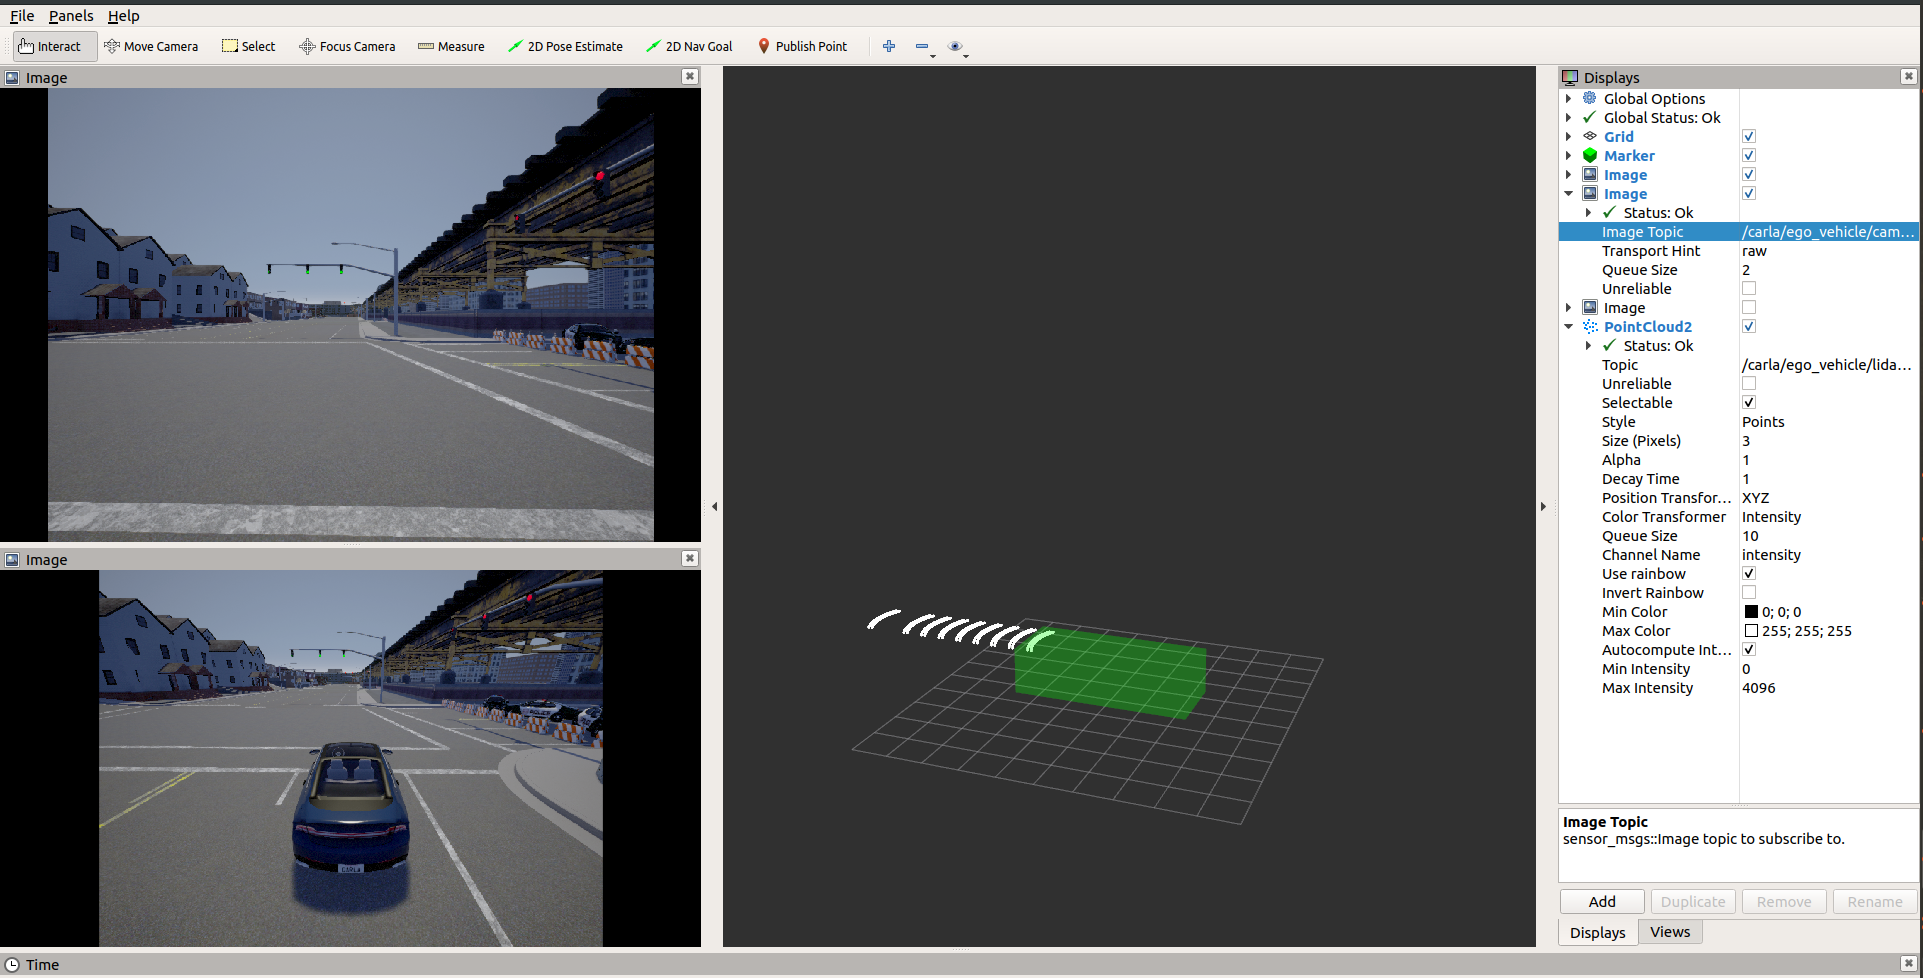 File Panels Help
Interact Move Camera Select Focus Camera Measure 2D Pose Estimate 2D Nav Goal Publish Point
Image
Image
CARLA
Time
Displays
Global Options
Global Status: Ok
Grid
Marker
Image
Image
Status: Ok
Image Topic /carla/ego_vehicle/cam...
Transport Hint raw
Queue Size 2
Unreliable
Image
PointCloud2
Status: Ok
Topic /carla/ego_vehicle/lida...
Unreliable
Selectable
Style Points
Size (Pixels) 3
Alpha 1
Decay Time 1
Position Transfor... XYZ
Color Transformer Intensity
Queue Size 10
Channel Name intensity
Use rainbow
Invert Rainbow
Min Color 0; 0; 0
Max Color 255; 255; 255
Autocompute Int...
Min Intensity 0
Max Intensity 4096
Image Topic
sensor_msgs::Image topic to subscribe to.
Add Duplicate Remove Rename
Displays Views